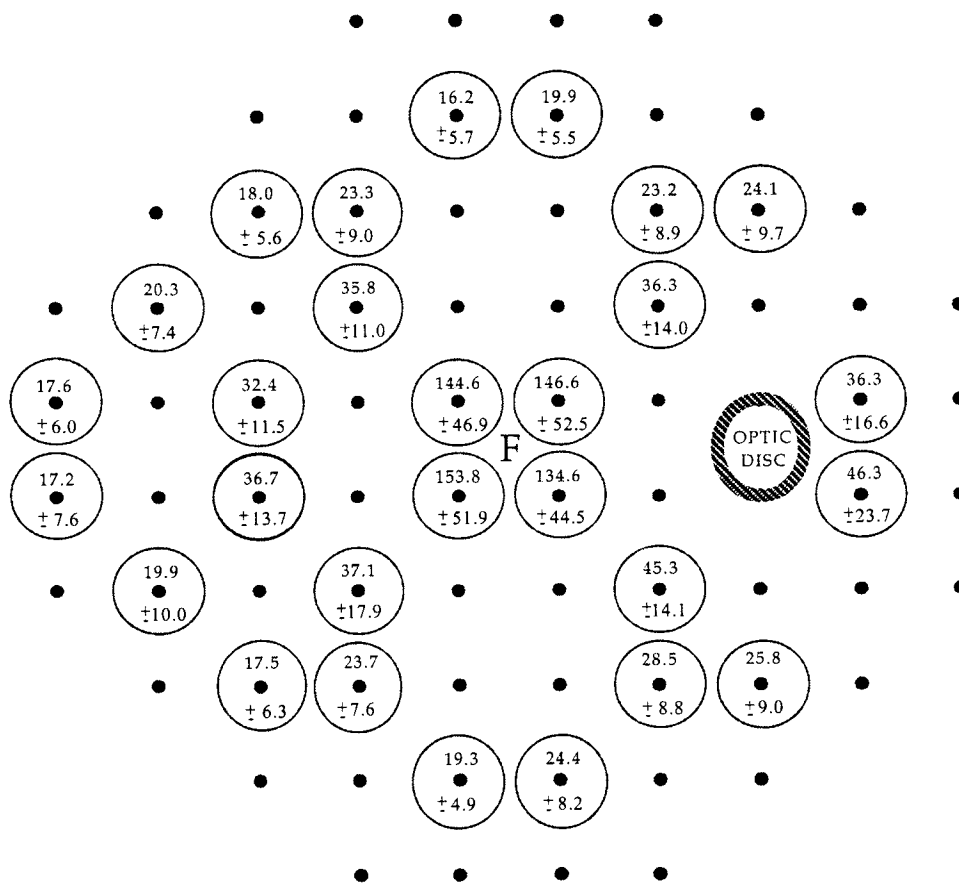 16.2 19.9
±5.7 ±5.5
18.0 23.3 23.2 24.1
± 5.6 ±9.0 ± 8.9 ± 9.7
20.3 35.8 36.3
±7.4 ±11.0 ±14.0
17.6 32.4 144.6 146.6 36.3
± 6.0 ±11.5 ±46.9 ± 52.5 ±16.6
F
OPTIC
DISC
17.2 36.7 153.8 134.6 46.3
± 7.6 ±13.7 ±51.9 ± 44.5 ±23.7
19.9 37.1 45.3
±10.0 ±17.9 ±14.1
17.5 23.7 28.5 25.8
± 6.3 ±7.6 ± 8.8 ±9.0
19.3 24.4
±4.9 ±8.2